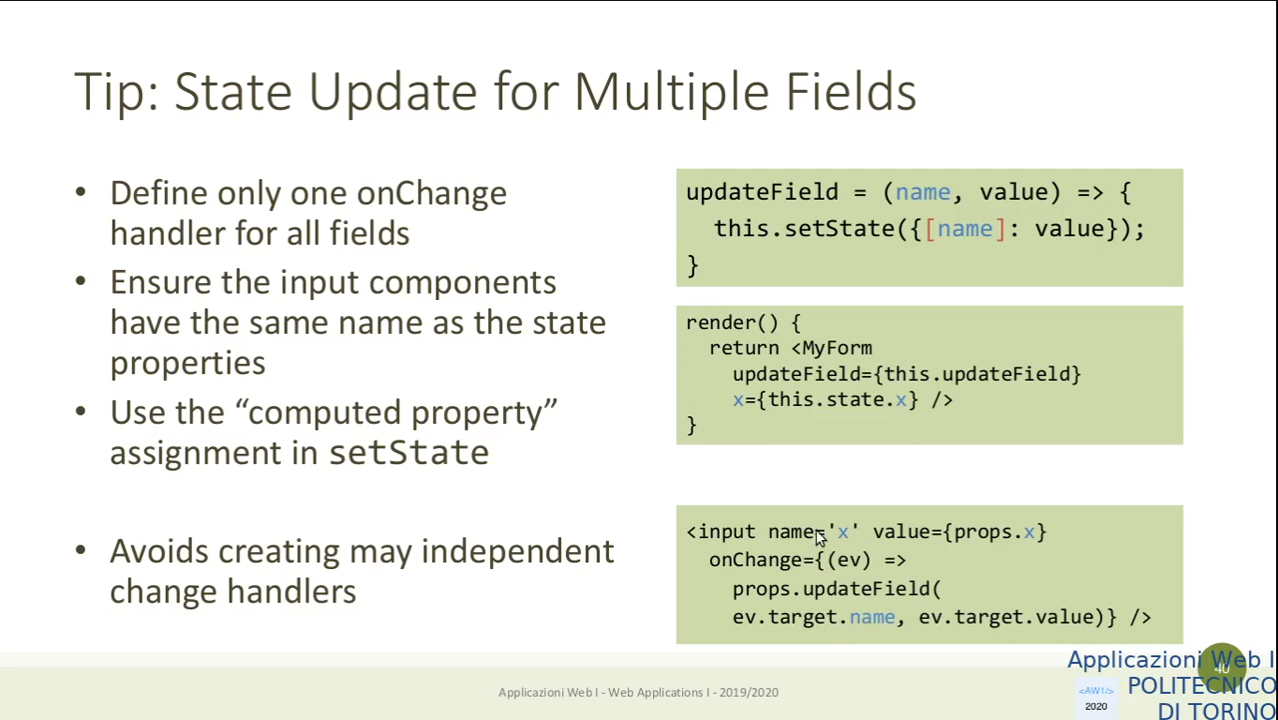 Tip: State Update for Multiple Fields
• Define only one onChange
handler for all fields
• Ensure the input components
have the same name as the state
properties
• Use the “computed property”
assignment in setState
• Avoids creating may independent
change handlers
updateField = (name, value) => {
this.setState({[name]: value});
}
render() {
return <MyForm
updateField={this.updateField}
x={this.state.x} />
}
<input name='x' value={props.x}
onChange={(ev) =>
props.updateField(
ev.target.name, ev.target.value)} />
Applicazioni Web I - Web Applications I - 2019/2020
40
Applicazioni Web I
POLITECNICO
DI TORINO
<AW1/>
2020